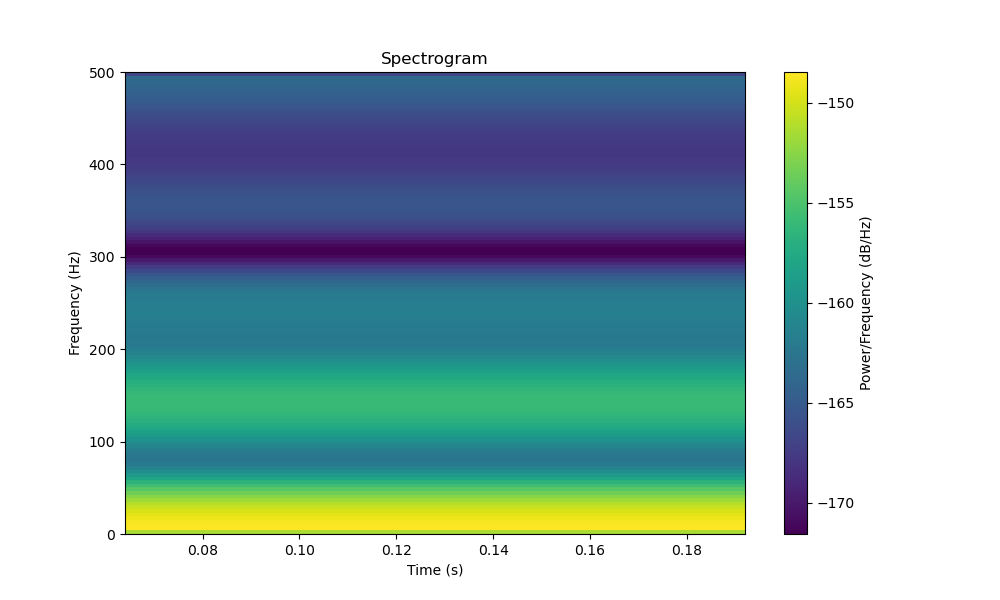 Spectrogram
500
400
300
200
100
0
Frequency (Hz)
0.08 0.10 0.12 0.14 0.16 0.18
Time (s)
−150
−155
−160
−165
−170
Power/Frequency (dB/Hz)